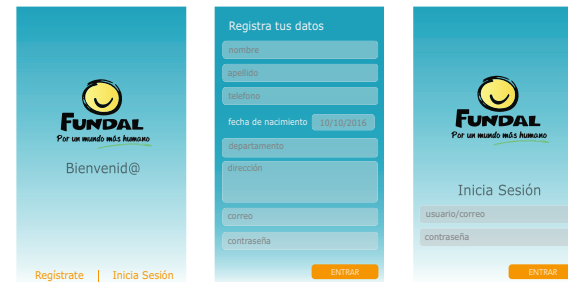 FUNDAL
Por un mundo más humano
Bienvenid@
Regístrate | Inicia Sesión
Registra tus datos
nombre
apellido
telefono
fecha de nacimiento 10/10/2016
departamento
dirección
correo
contraseña
ENTRAR
FUNDAL
Por un mundo más humano
Inicia Sesión
usuario/correo
contraseña
ENTRAR